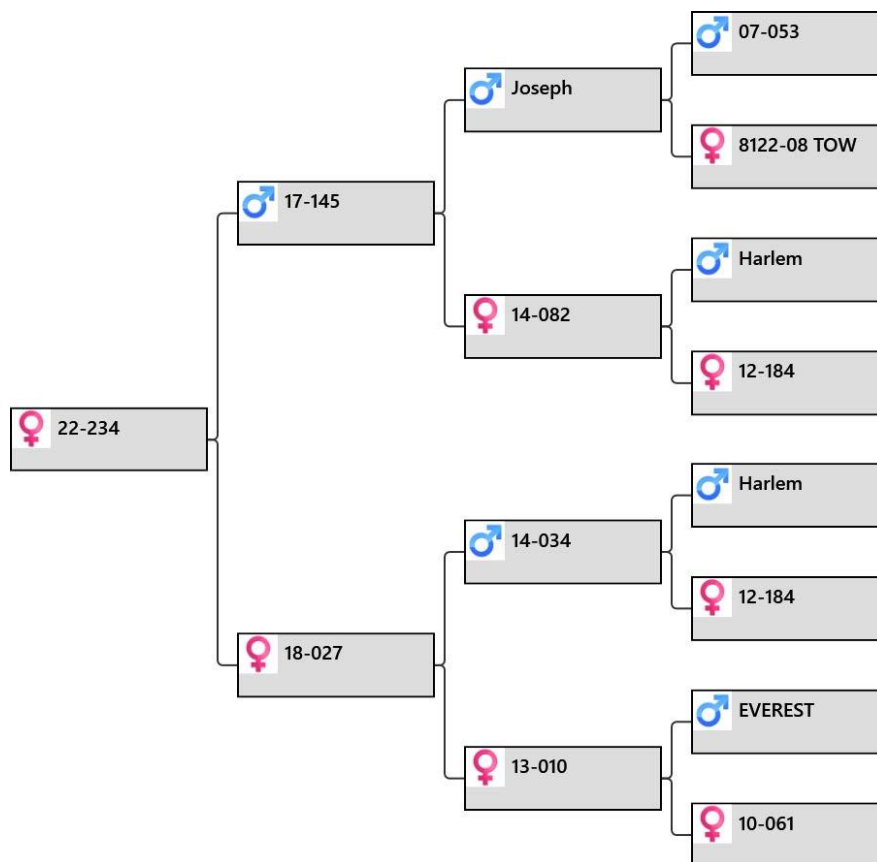 07-053
Joseph
8122-08 TOW
17-145
Harlem
14-082
12-184
22-234
Harlem
14-034
12-184
18-027
EVEREST
13-010
10-061